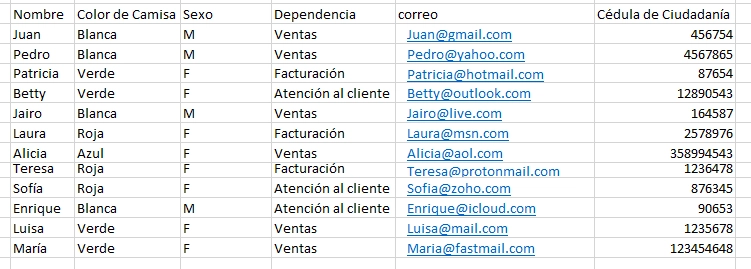 Nombre Color de Camisa Sexo Dependencia correo Cédula de Ciudadanía
Juan Blanca M Ventas Juan@gmail.com 456754
Pedro Blanca M Ventas Pedro@yahoo.com 4567865
Patricia Verde F Facturación Patricia@hotmail.com 87654
Betty Verde F Atención al cliente Betty@outlook.com 12890543
Jairo Blanca M Ventas Jairo@live.com 164587
Laura Roja F Facturación Laura@msn.com 2578976
Alicia Azul F Ventas Alicia@aol.com 358994543
Teresa Roja F Facturación Teresa@protonmail.com 1236478
Sofía Roja F Atención al cliente Sofia@zoho.com 876345
Enrique Blanca M Atención al cliente Enrique@icloud.com 90653
Luisa Verde F Ventas Luisa@mail.com 1235678
María Verde F Ventas Maria@fastmail.com 123454648